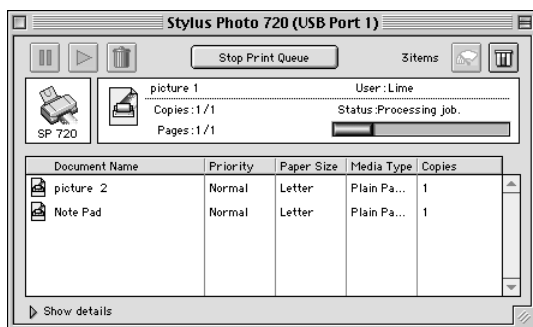 Stylus Photo 720 (USB Port 1)
Stop Print Queue
3items
SP 720
picture 1
User:Lime
Copies:1/1
Status:Processing job.
Pages:1/1
Document Name Priority Paper Size Media Type Copies
picture 2 Normal Letter Plain Pa... 1
Note Pad Normal Letter Plain Pa... 1
Show details